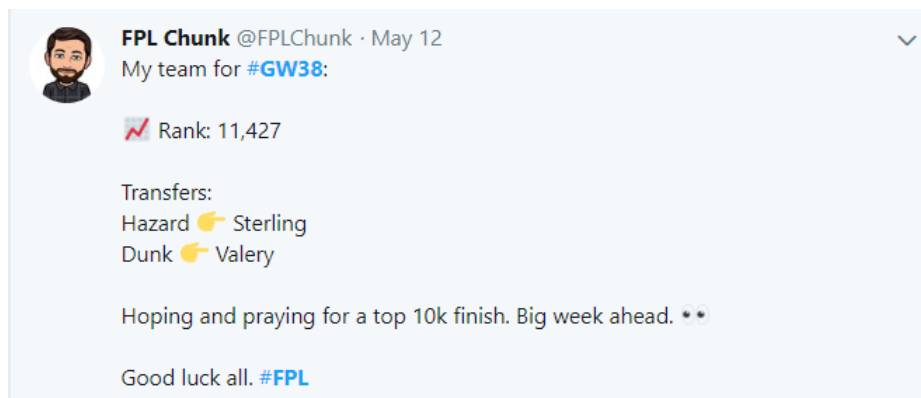 FPL Chunk @FPLChunk · May 12
My team for #GW38:
📈 Rank: 11,427
Transfers:
Hazard 👉 Sterling
Dunk 👉 Valery
Hoping and praying for a top 10k finish. Big week ahead. 👀
Good luck all. #FPL